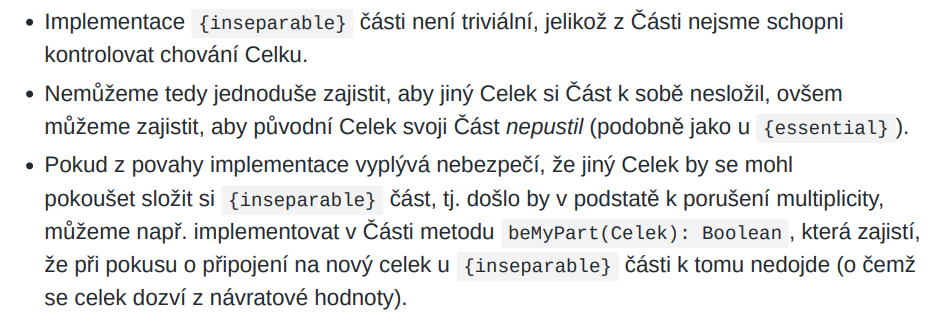 • Implementace {inseparable} části není triviální, jelikož z Části nejsme schopni
kontrolovat chování Celku.
• Nemůžeme tedy jednoduše zajistit, aby jiný Celek si Část k sobě nesložil, ovšem
můžeme zajistit, aby původní Celek svoji Část nepustil (podobně jako u {essential}).
• Pokud z povahy implementace vyplývá nebezpečí, že jiný Celek by se mohl
pokoušet složit si {inseparable} část, tj. došlo by v podstatě k porušení multiplicity,
můžeme např. implementovat v Části metodu beMyPart(Celek): Boolean, která zajistí,
že při pokusu o připojení na nový celek u {inseparable} části k tomu nedojde (o čemž
se celek dozví z návratové hodnoty).